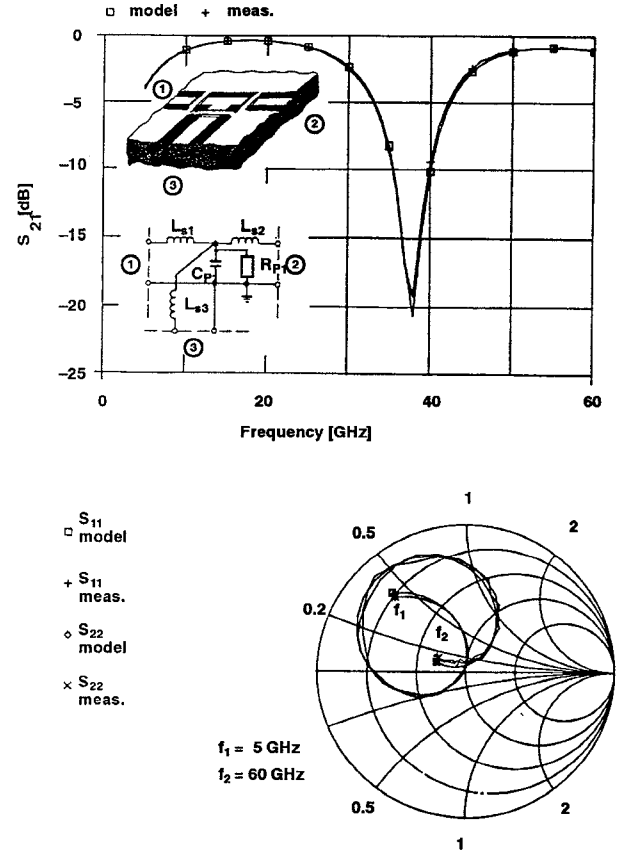 □ model + meas.
S21 [dB]
0
−5
−10
−15
−20
−25
0 20 40 60
Frequency [GHz]
1
2
3
Ls1 Ls2
1 CP RP1 2
Ls3
3
S11 model
+ S11 meas.
◇ S22 model
× S22 meas.
1
0.5 2
0.2
f1
f2
f1 = 5 GHz
f2 = 60 GHz
0.5 2
1